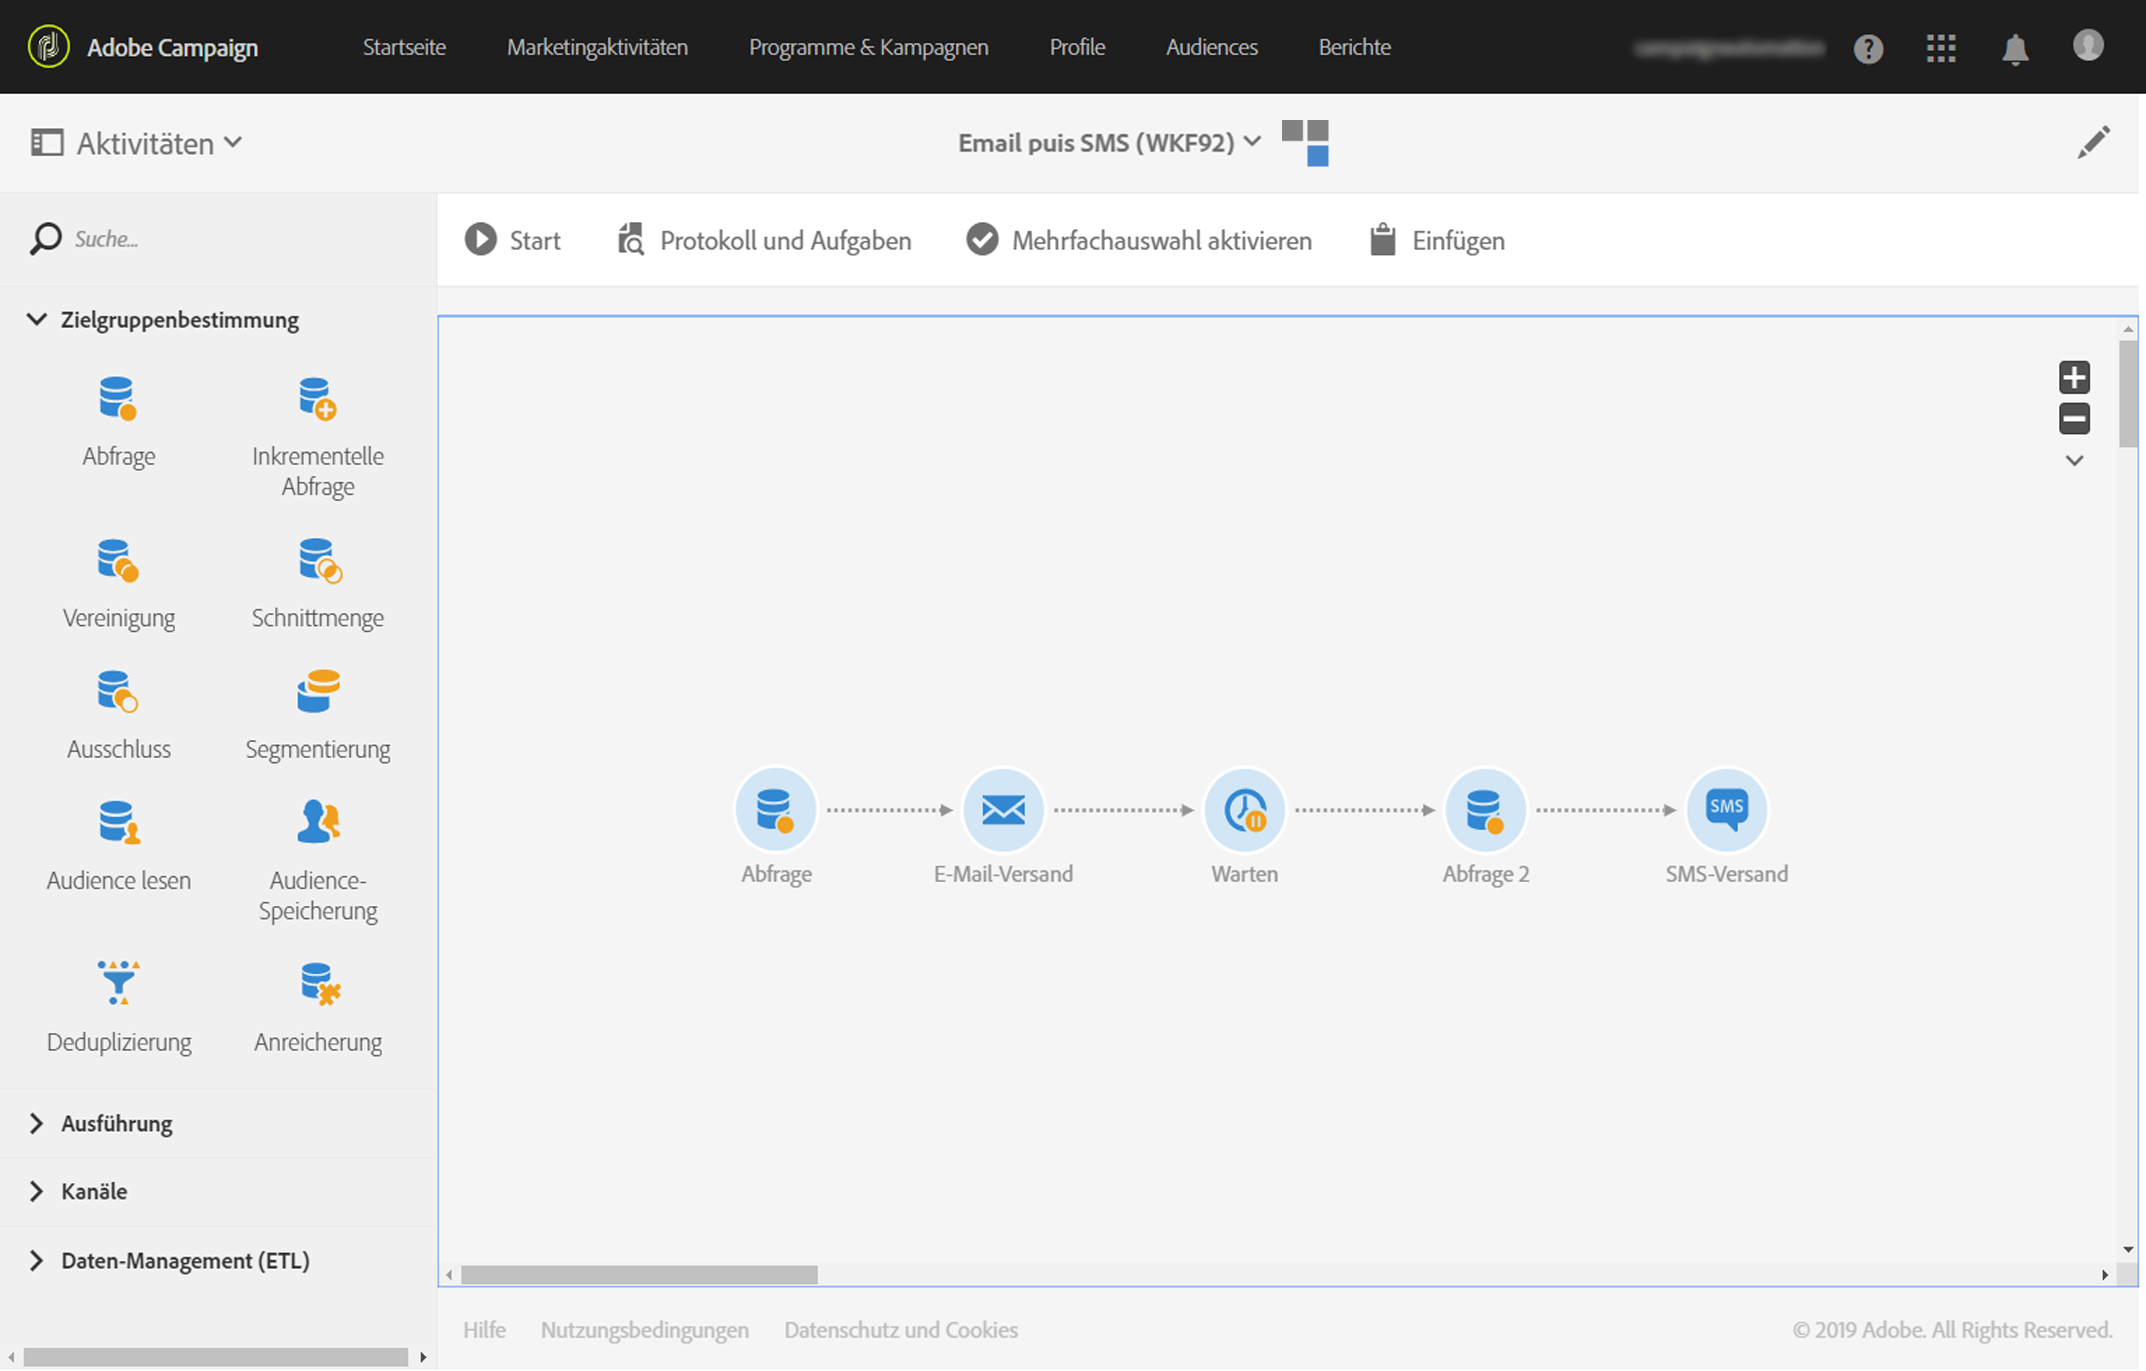 Adobe Campaign
Startseite
Marketingaktivitäten
Programme & Kampagnen
Profile
Audiences
Berichte
Aktivitäten
Email puis SMS (WKF92)
Suche...
Start
Protokoll und Aufgaben
Mehrfachauswahl aktivieren
Einfügen
Zielgruppenbestimmung
Abfrage
Inkrementelle
Abfrage
Vereinigung
Schnittmenge
Ausschluss
Segmentierung
Audience lesen
Audience-
Speicherung
Deduplizierung
Anreicherung
Ausführung
Kanäle
Daten-Management (ETL)
SMS
Abfrage
E-Mail-Versand
Warten
Abfrage 2
SMS-Versand
Hilfe
Nutzungsbedingungen
Datenschutz und Cookies
© 2019 Adobe. All Rights Reserved.